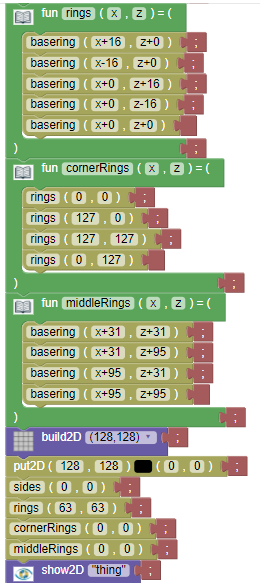 fun rings ( x , z ) = (
basering ( x+16 , z+0 ) ;
basering ( x-16 , z+0 ) ;
basering ( x+0 , z+16 ) ;
basering ( x+0 , z-16 ) ;
basering ( x+0 , z+0 ) ;
) ;
fun cornerRings ( x , z ) = (
rings ( 0 , 0 ) ;
rings ( 127 , 0 ) ;
rings ( 127 , 127 ) ;
rings ( 0 , 127 ) ;
) ;
fun middleRings ( x , z ) = (
basering ( x+31 , z+31 ) ;
basering ( x+31 , z+95 ) ;
basering ( x+95 , z+31 ) ;
basering ( x+95 , z+95 ) ;
) ;
build2D (128,128) ;
put2D ( 128 , 128 ) ( 0 , 0 ) ;
sides ( 0 , 0 ) ;
rings ( 63 , 63 ) ;
cornerRings ( 0 , 0 ) ;
middleRings ( 0 , 0 ) ;
show2D "thing" ;